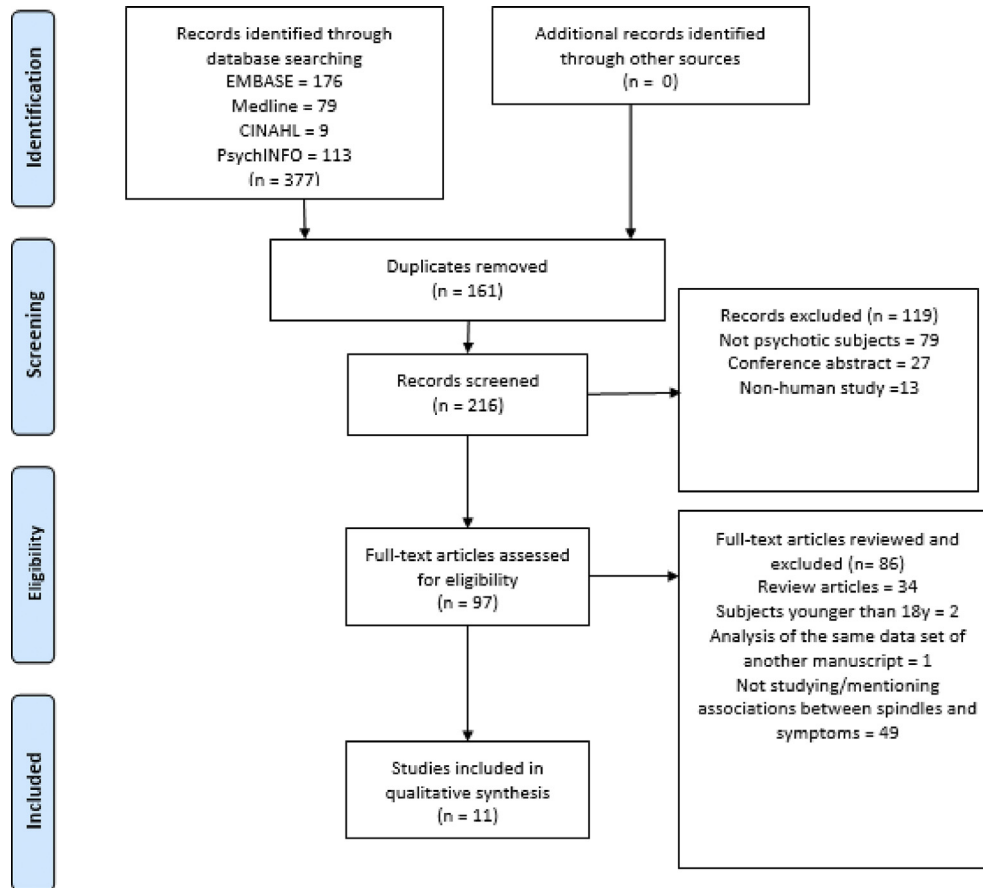 Identification
Records identified through
database searching
EMBASE = 176
Medline = 79
CINAHL = 9
PsychINFO = 113
(n = 377)
Additional records identified
through other sources
(n = 0)
Screening
Duplicates removed
(n = 161)
Records screened
(n = 216)
Records excluded (n = 119)
Not psychotic subjects = 79
Conference abstract = 27
Non-human study =13
Eligibility
Full-text articles assessed
for eligibility
(n = 97)
Full-text articles reviewed and
excluded (n= 86)
Review articles = 34
Subjects younger than 18y = 2
Analysis of the same data set of
another manuscript = 1
Not studying/mentioning
associations between spindles and
symptoms = 49
Included
Studies included in
qualitative synthesis
(n = 11)